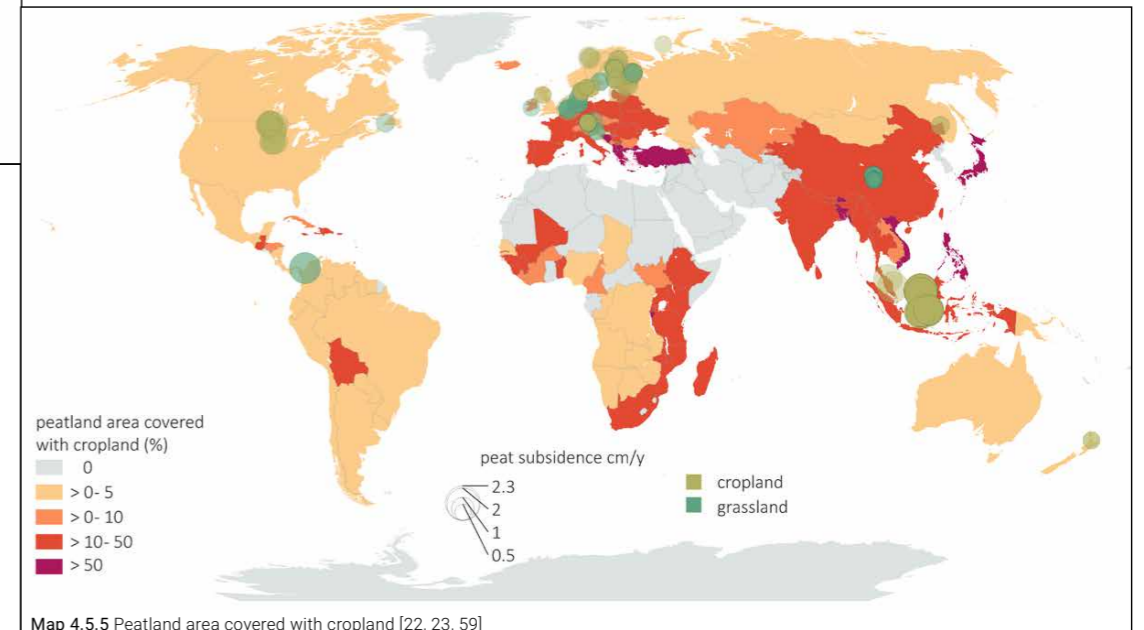 peatland area covered
with cropland (%)
0
> 0- 5
> 0- 10
> 10- 50
> 50
peat subsidence cm/y
2.3
2
1
0.5
cropland
grassland
Map 4.5.5 Peatland area covered with cropland [22, 23, 59]